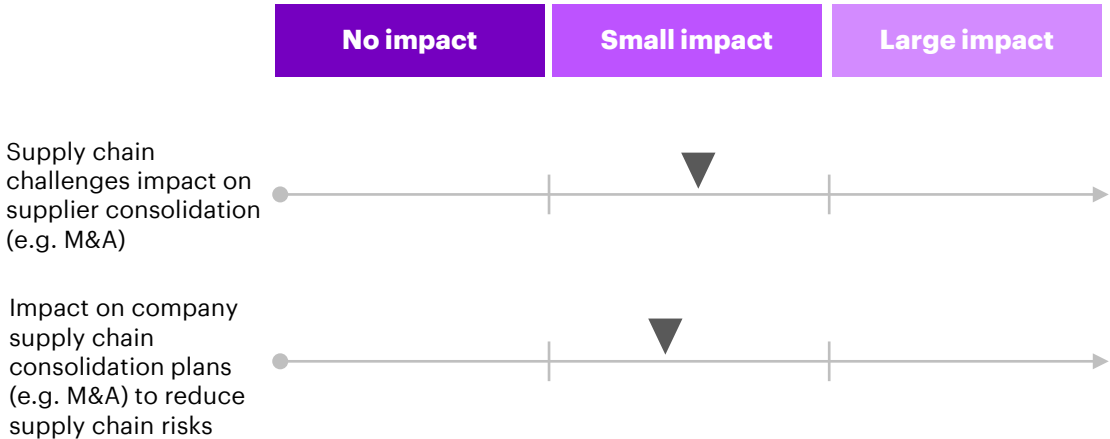 No impact
Small impact
Large impact
Supply chain
challenges impact on
supplier consolidation
(e.g. M&A)
Impact on company
supply chain
consolidation plans
(e.g. M&A) to reduce
supply chain risks